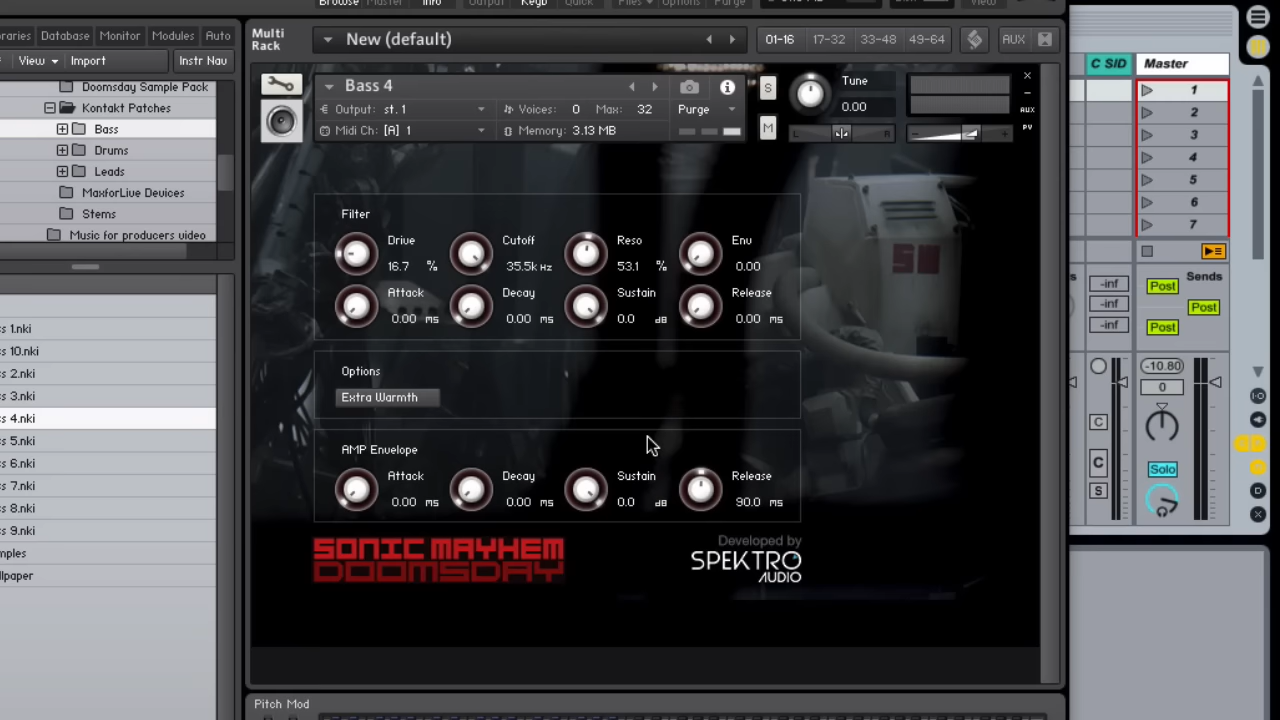 Browse Master Info Output Keyb Quick Files Options Purge View
raries Database Monitor Modules Auto
View Import Instr Nav
Doomsday Sample Pack
Kontakt Patches
Bass
Drums
Leads
MaxforLive Devices
Stems
Music for producers video
s 1.nki
s 10.nki
s 2.nki
s 3.nki
s 4.nki
s 5.nki
s 6.nki
s 7.nki
s 8.nki
s 9.nki
mples
llpaper
Multi
Rack
New (default)
01-16 17-32 33-48 49-64 AUX
Bass 4
Output: st.1 Voices: 0 Max: 32 Purge
Midi Ch: [A] 1 Memory: 3.13 MB
S
M
Tune
0.00
L R
- +
×
−
AUX
PV
Filter
Drive Cutoff Reso Env
16.7 % 35.5k Hz 53.1 % 0.00
Attack Decay Sustain Release
0.00 ms 0.00 ms 0.0 dB 0.00 ms
Options
Extra Warmth
AMP Envelope
Attack Decay Sustain Release
0.00 ms 0.00 ms 0.0 dB 90.0 ms
SONIC MAYHEM
DOOMSDAY
Developed by
SPEKTRO
AUDIO
Pitch Mod
C SID Master
1
2
3
4
5
6
7
Sends
-inf Post
-inf Post
-inf Post
-10.80
0
C
C Solo
S
I·O
D
X